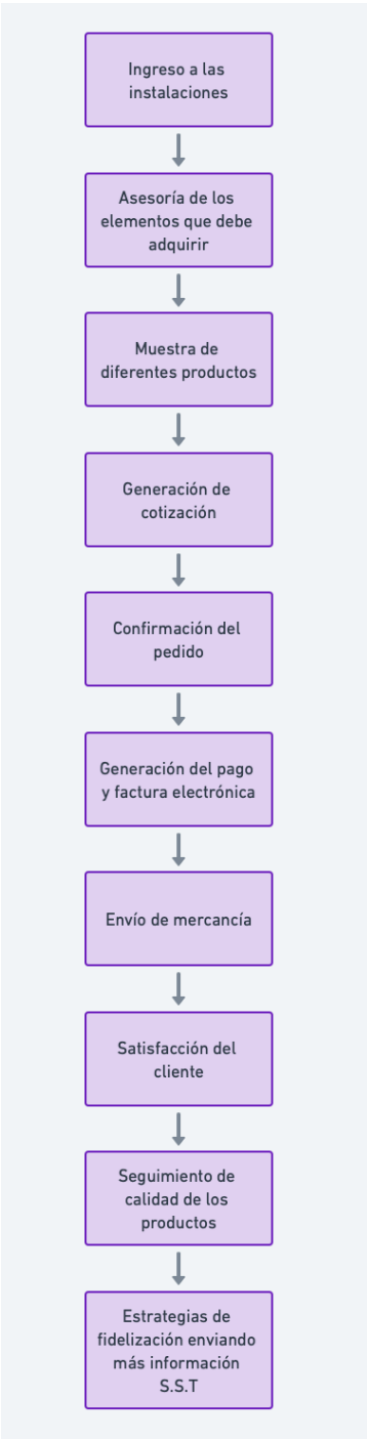 Ingreso a las
instalaciones
Asesoría de los
elementos que debe
adquirir
Muestra de
diferentes productos
Generación de
cotización
Confirmación del
pedido
Generación del pago
y factura electrónica
Envío de mercancía
Satisfacción del
cliente
Seguimiento de
calidad de los
productos
Estrategias de
fidelización enviando
más información
S.S.T